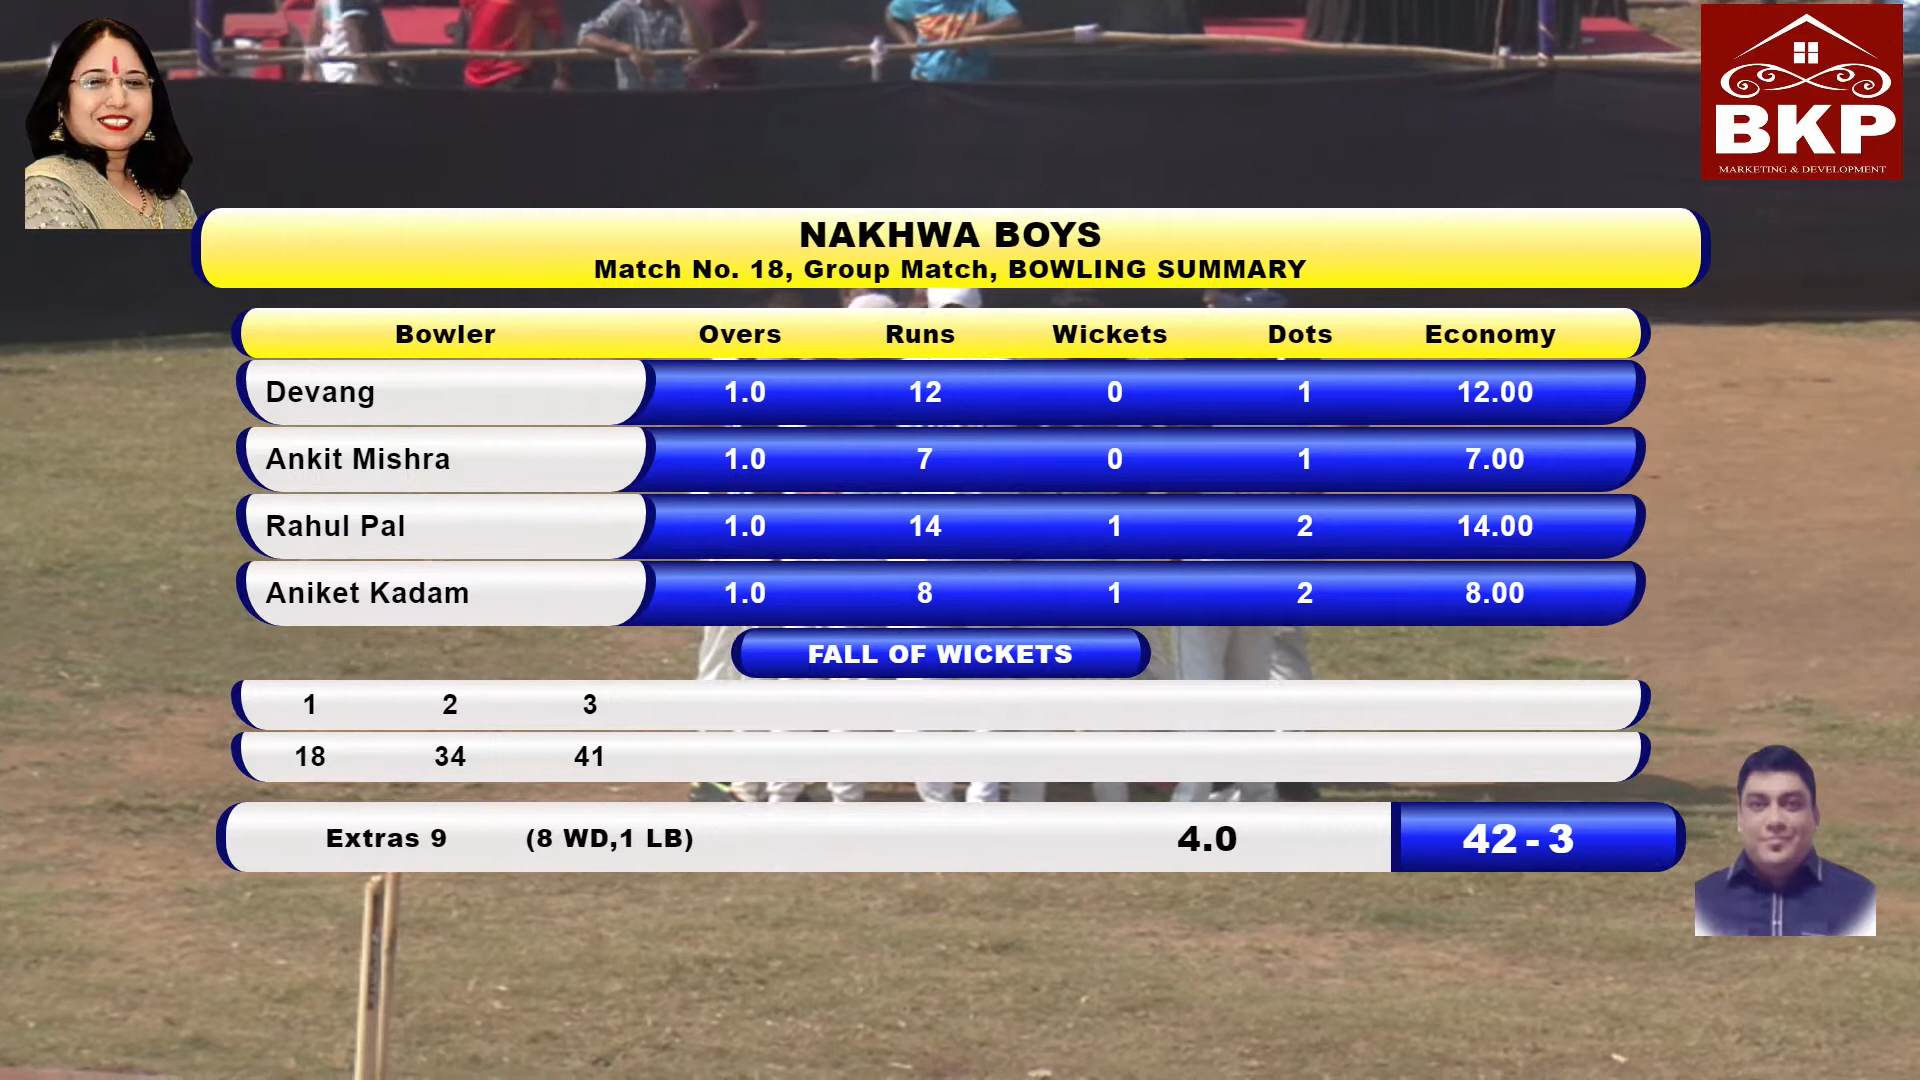 BKP
MARKETING & DEVELOPMENT
NAKHWA BOYS
Match No. 18, Group Match, BOWLING SUMMARY
Bowler Overs Runs Wickets Dots Economy
Devang 1.0 12 0 1 12.00
Ankit Mishra 1.0 7 0 1 7.00
Rahul Pal 1.0 14 1 2 14.00
Aniket Kadam 1.0 8 1 2 8.00
FALL OF WICKETS
1 2 3
18 34 41
Extras 9 (8 WD,1 LB) 4.0 42 - 3